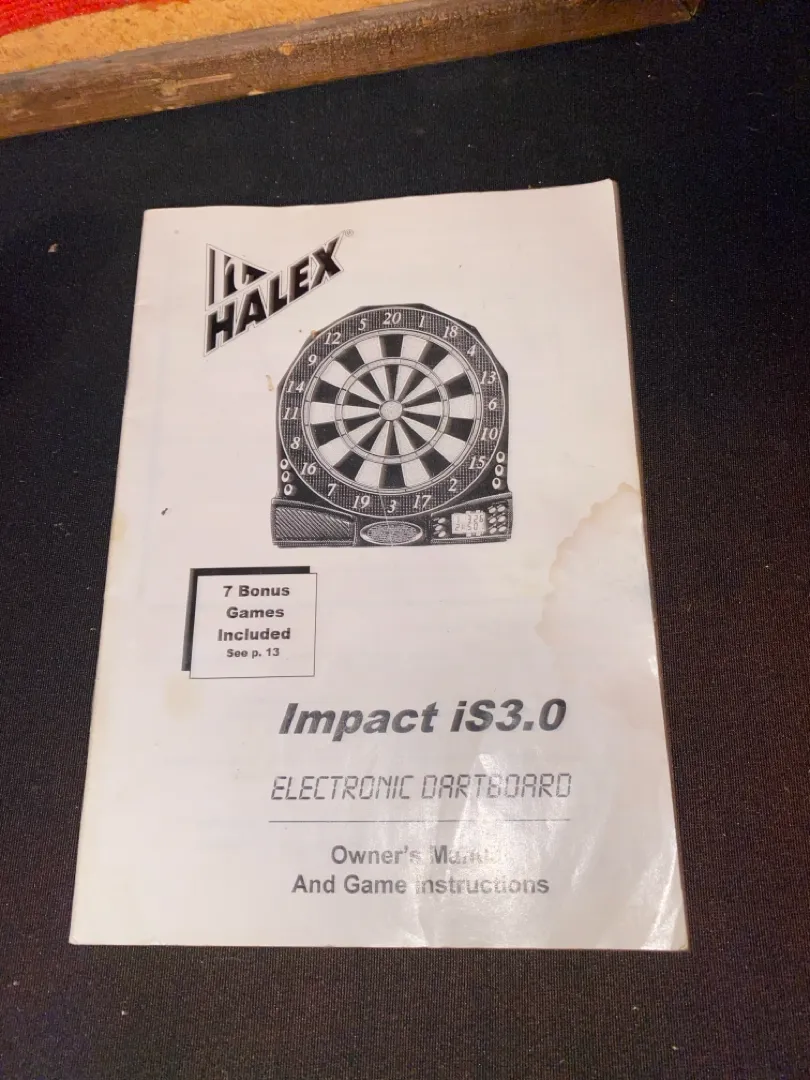 HALEX®
5 20 1
12 18
9 4
14 13
11 6
8 10
16 15
7 2
19 3 17
7 Bonus
Games
Included
See p. 13
Impact iS3.0
ELECTRONIC DARTBOARD
Owner's Manual
And Game Instructions